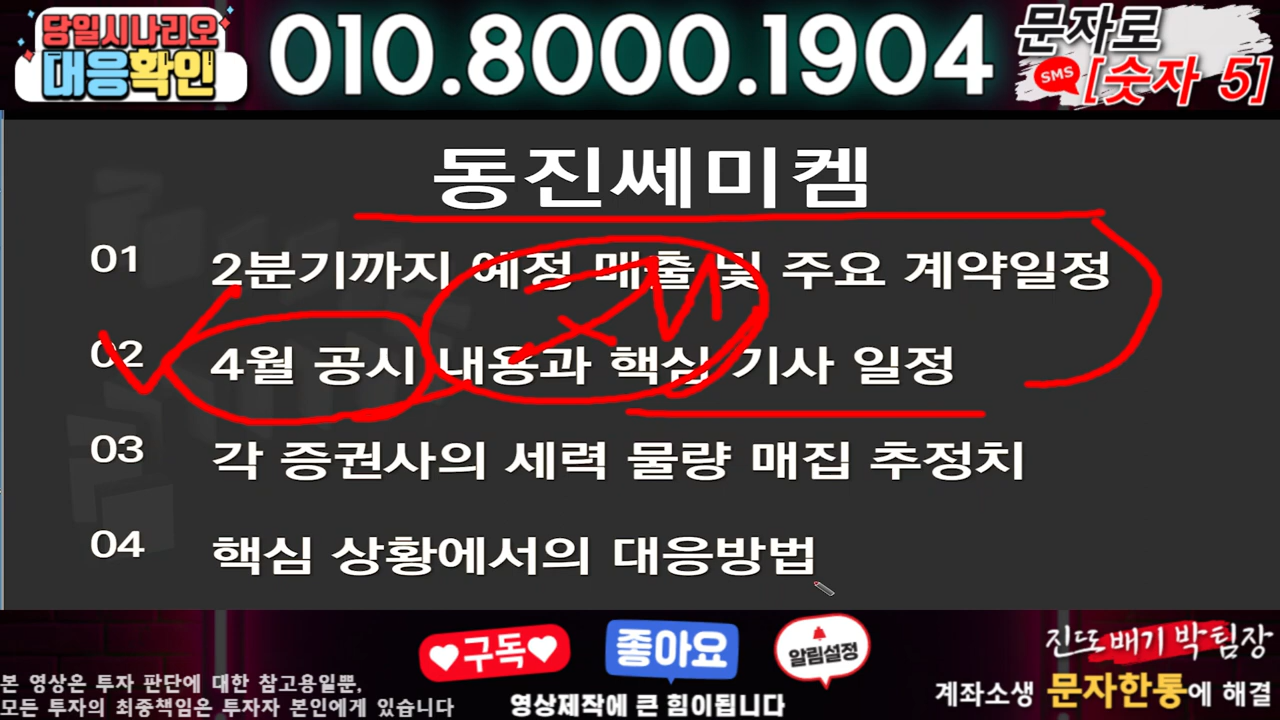 당일시나리오
대응확인
010.8000.1904
문자로
SMS [숫자 5]
동진쎄미켐
01 2분기까지 예정 매출 및 주요 계약일정
02 4월 공시 내용과 핵심 기사 일정
03 각 증권사의 세력 물량 매집 추정치
04 핵심 상황에서의 대응방법
구독
좋아요
알림설정
영상제작에 큰 힘이됩니다
본 영상은 투자 판단에 대한 참고용일뿐,
모든 투자의 최종책임은 투자자 본인에게 있습니다
진또배기 박팀장
계좌소생 문자한통에 해결